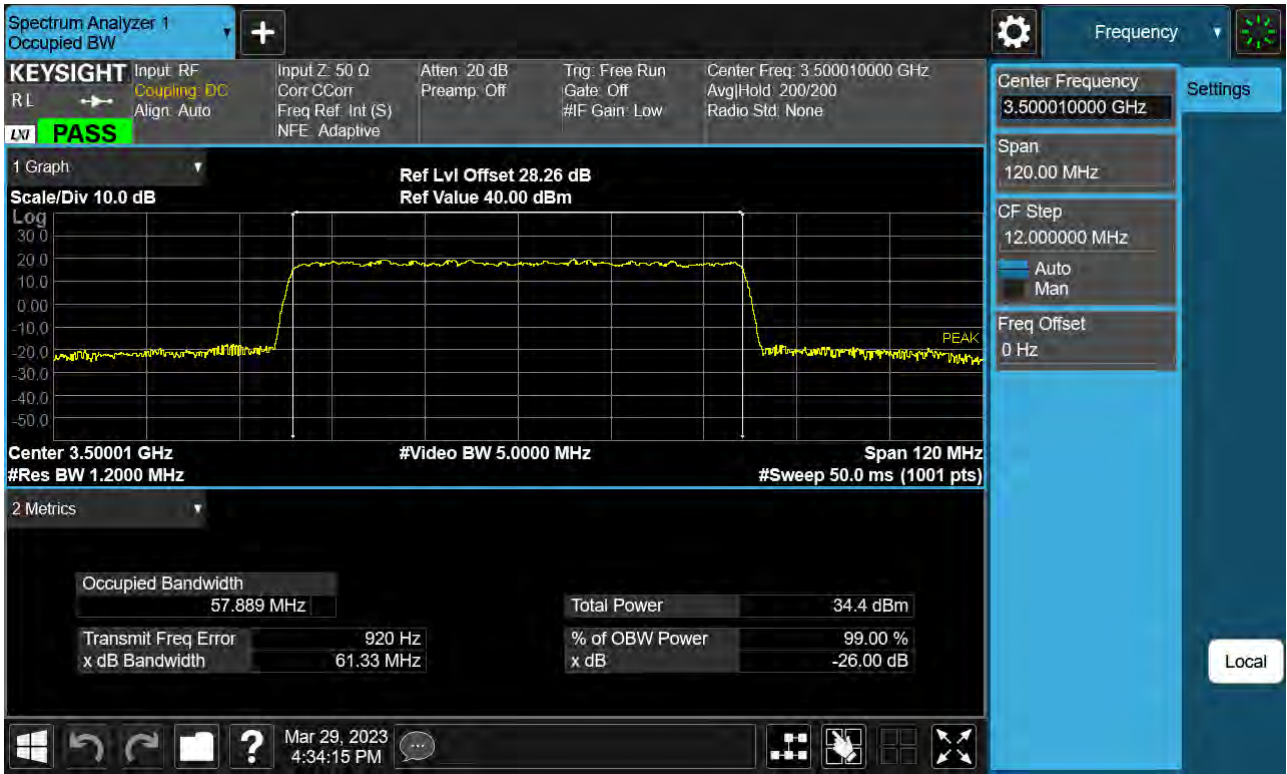 Spectrum Analyzer 1
Occupied BW
Frequency
KEYSIGHT
R L
LXI PASS
Input: RF
Coupling: DC
Align: Auto
Input Z: 50 Ω
Corr CCorr
Freq Ref: Int (S)
NFE: Adaptive
Atten: 20 dB
Preamp: Off
Trig: Free Run
Gate: Off
#IF Gain: Low
Center Freq: 3.500010000 GHz
Avg|Hold: 200/200
Radio Std: None
Center Frequency
3.500010000 GHz
Settings
Span
120.00 MHz
CF Step
12.000000 MHz
Auto
Man
Freq Offset
0 Hz
Local
1 Graph
Ref Lvl Offset 28.26 dB
Scale/Div 10.0 dB
Ref Value 40.00 dBm
Log
30.0
20.0
10.0
0.00
-10.0
-20.0
-30.0
-40.0
-50.0
PEAK
Center 3.50001 GHz
#Video BW 5.0000 MHz
Span 120 MHz
#Res BW 1.2000 MHz
#Sweep 50.0 ms (1001 pts)
2 Metrics
Occupied Bandwidth
57.889 MHz
Total Power 34.4 dBm
Transmit Freq Error 920 Hz
% of OBW Power 99.00 %
x dB Bandwidth 61.33 MHz
x dB -26.00 dB
Mar 29, 2023
4:34:15 PM